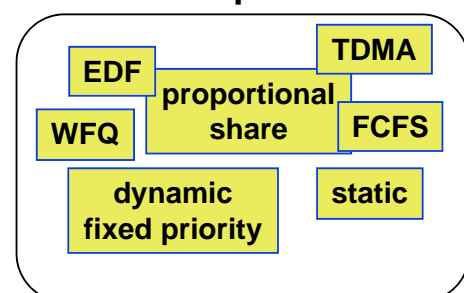 TDMA
EDF
proportional
share
FCFS
WFQ
dynamic
fixed priority
static